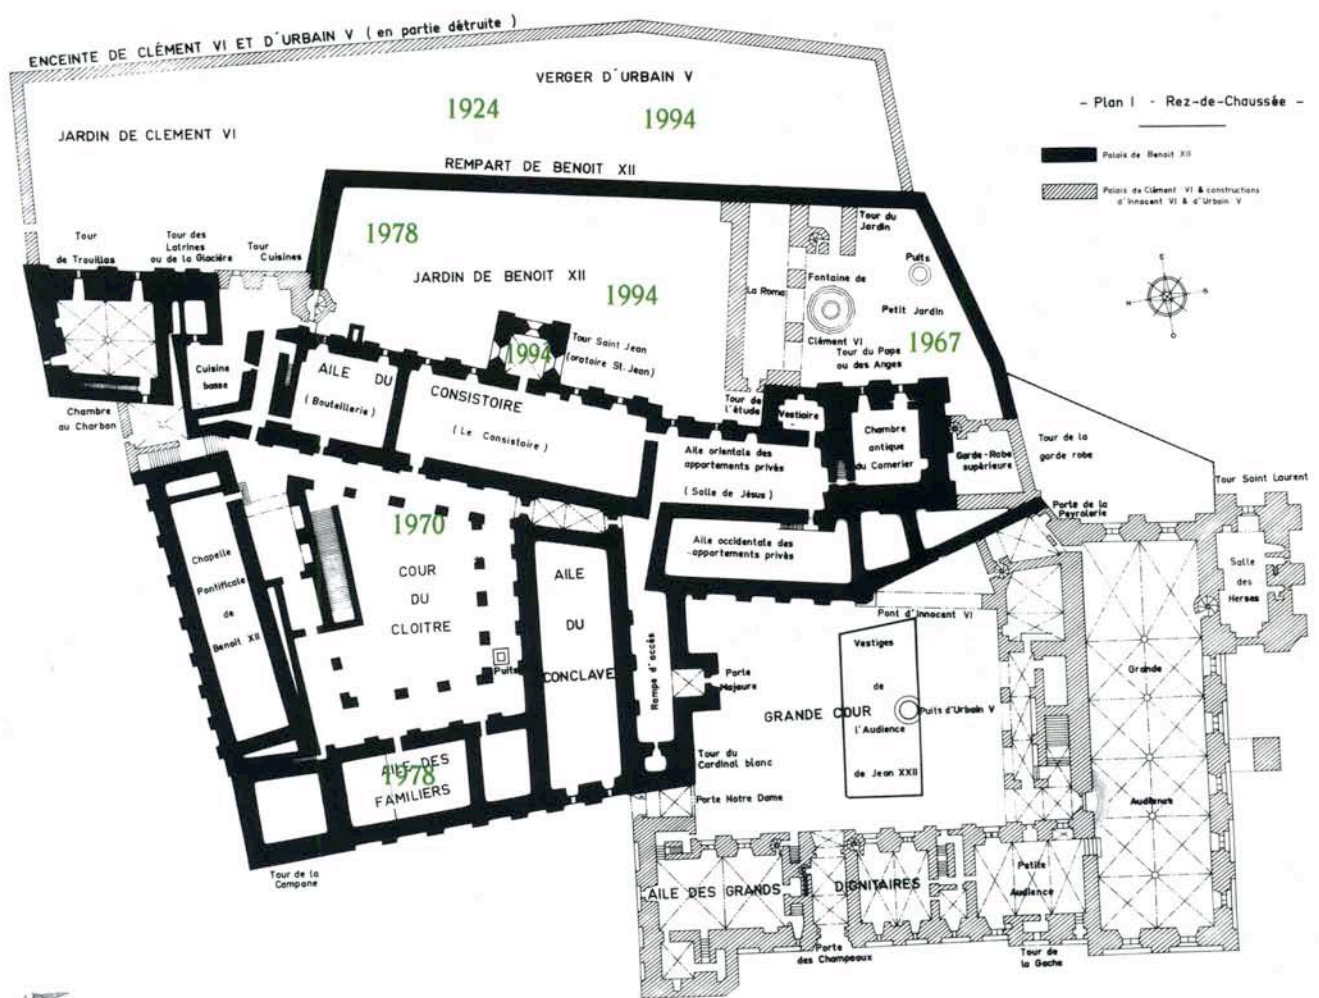 ENCEINTE DE CLÉMENT VI ET D'URBAIN V ( en partie détruite )
VERGER D'URBAIN V
1924
1994
JARDIN DE CLEMENT VI
REMPART DE BENOIT XII
– Plan I - Rez-de-Chaussée –
Palais de Benoit XII
Palais de Clément VI & constructions
d'Innocent VI & d'Urbain V
Tour
de Trouillas
Tour des
Latrines
ou de la Glacière
Tour
Cuisines
1978
JARDIN DE BENOIT XII
1994
La Roma
Tour du
Jardin
Puits
Fontaine de
Clément VI
Petit Jardin
1967
Tour du Pape
ou des Anges
Tour Saint Jean
(oratoire St. Jean)
1994
Cuisine
basse
AILE DU
( Bouteillerie )
CONSISTOIRE
( Le Consistoire )
Tour de
l'étude
Vestiaire
Chambre
antique
du Camerier
Garde-Robe
supérieure
Tour de la
garde robe
Chambre
au Charbon
Aile orientale des
appartements privés
(Salle de Jésus)
Aile occidentale des
appartements privés
Porte de la
Peyrolerie
Tour Saint Laurent
Salle
des
Herses
Chapelle
Pontificale
de
Benoit XII
1970
COUR
DU
CLOITRE
Puits
AILE
DU
CONCLAVE
Rampe d'accès
Porte
Majeure
Pont d'Innocent VI
Vestiges
de
l'Audience
de Jean XXII
GRANDE COUR
Puits d'Urbain V
Grande
Audience
AILE DES
1978
FAMILIERS
Tour du
Cardinal blanc
Porte Notre Dame
Tour de la
Campane
AILE DES GRANDS
DIGNITAIRES
Petite
Audience
Porte
des Champeaux
Tour de
la Gache
E
S
O
N